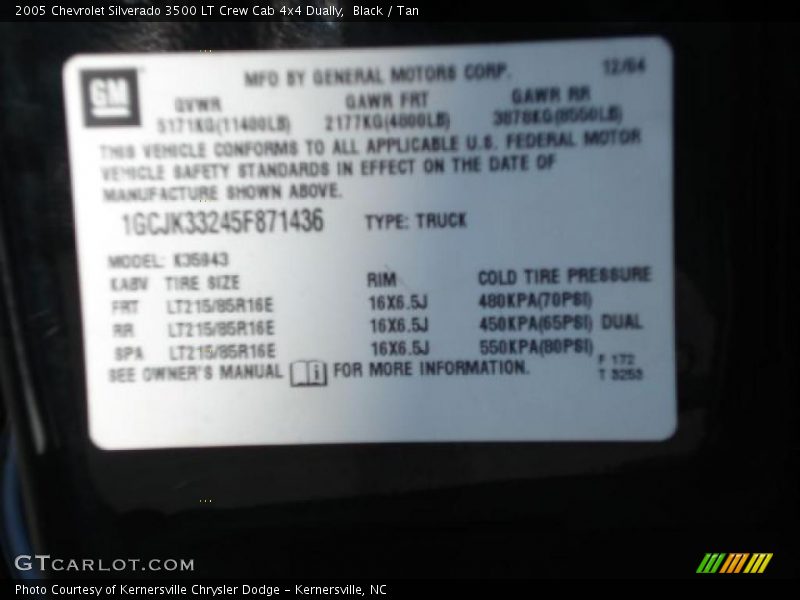 2005 Chevrolet Silverado 3500 LT Crew Cab 4x4 Dually, Black / Tan
GM
MFD BY GENERAL MOTORS CORP. 12/04
GVWR GAWR FRT GAWR RR
5171KG(11400LB) 2177KG(4800LB) 3878KG(8550LB)
THIS VEHICLE CONFORMS TO ALL APPLICABLE U.S. FEDERAL MOTOR
VEHICLE SAFETY STANDARDS IN EFFECT ON THE DATE OF
MANUFACTURE SHOWN ABOVE.
1GCJK33245F871436 TYPE: TRUCK
MODEL: K35943
TIRE SIZE RIM COLD TIRE PRESSURE
FRT LT215/85R16E 16X6.5J 480KPA(70PSI)
RR LT215/85R16E 16X6.5J 450KPA(65PSI) DUAL
SPA LT215/85R16E 16X6.5J 550KPA(80PSI)
SEE OWNER'S MANUAL i FOR MORE INFORMATION.
F 172
T 3253
GTCARLOT.COM
Photo Courtesy of Kernersville Chrysler Dodge - Kernersville, NC